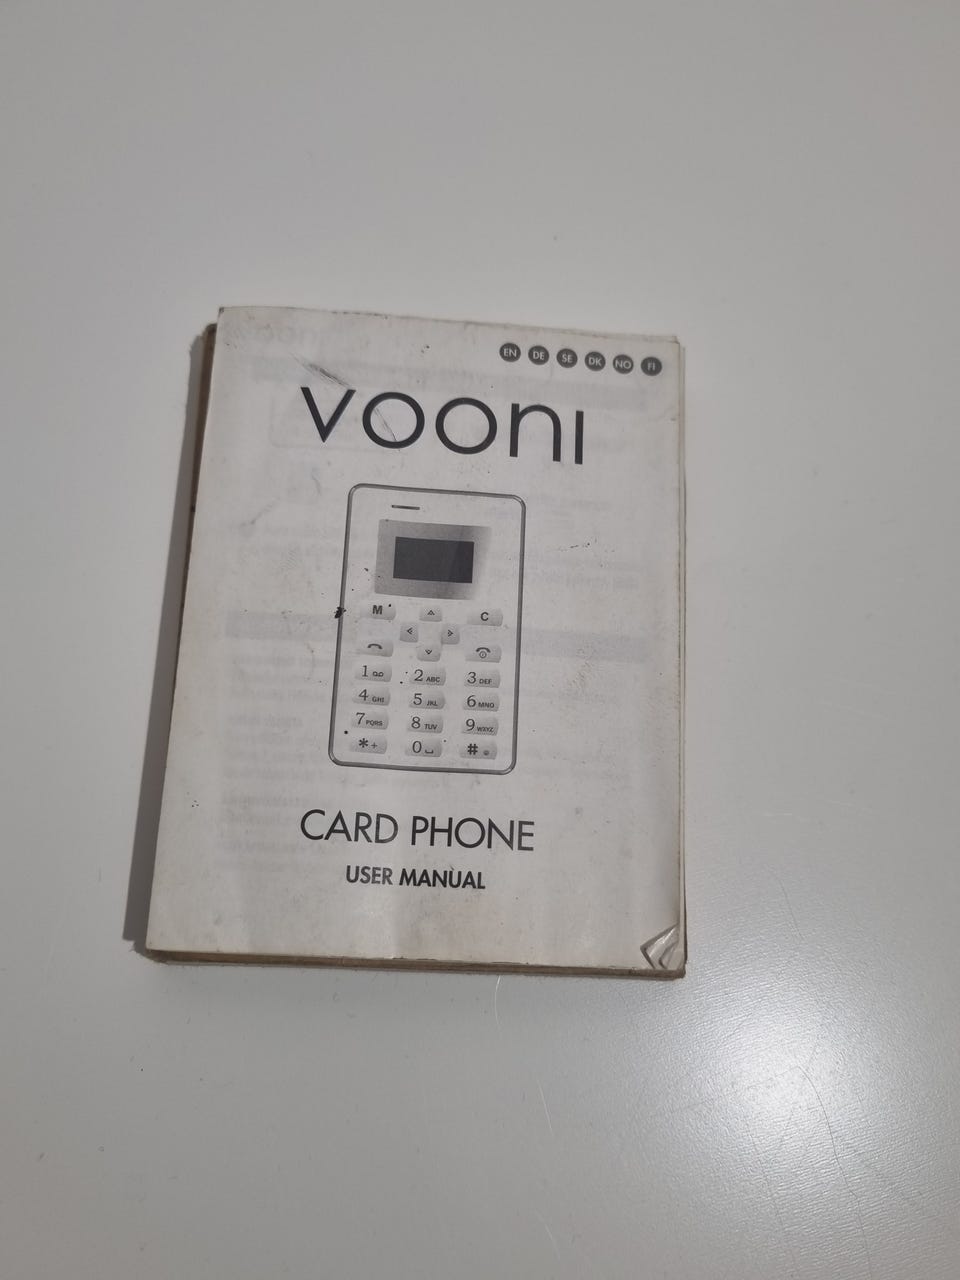 EN DE SE DK NO FI
vooni
M C
1 2 ABC 3 DEF
4 GHI 5 JKL 6 MNO
7 PQRS 8 TUV 9 WXYZ
* + 0 #
CARD PHONE
USER MANUAL